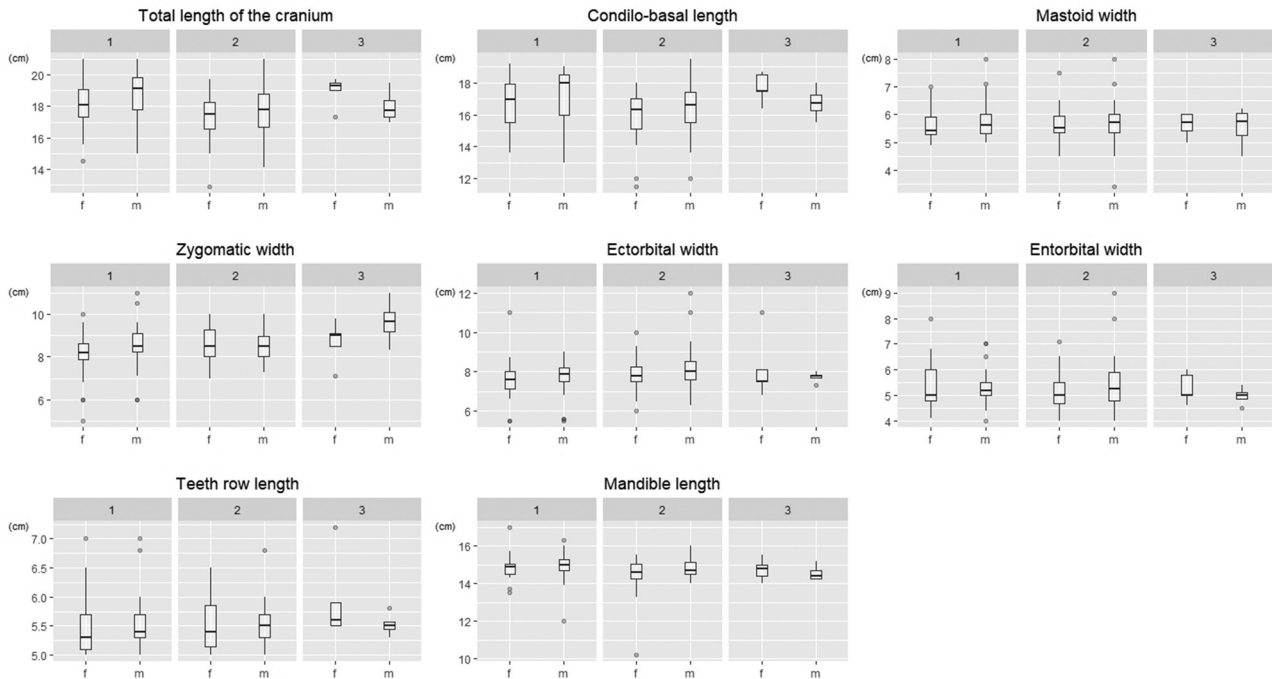 Total length of the cranium
(cm) 1 2 3
20
18
16
14
f m f m f m
Condilo-basal length
(cm) 1 2 3
18
16
14
12
f m f m f m
Mastoid width
(cm) 1 2 3
8
7
6
5
4
f m f m f m
Zygomatic width
(cm) 1 2 3
10
8
6
f m f m f m
Ectorbital width
(cm) 1 2 3
12
10
8
6
f m f m f m
Entorbital width
(cm) 1 2 3
9
8
7
6
5
4
f m f m f m
Teeth row length
(cm) 1 2 3
7.0
6.5
6.0
5.5
5.0
f m f m f m
Mandible length
(cm) 1 2 3
16
14
12
10
f m f m f m